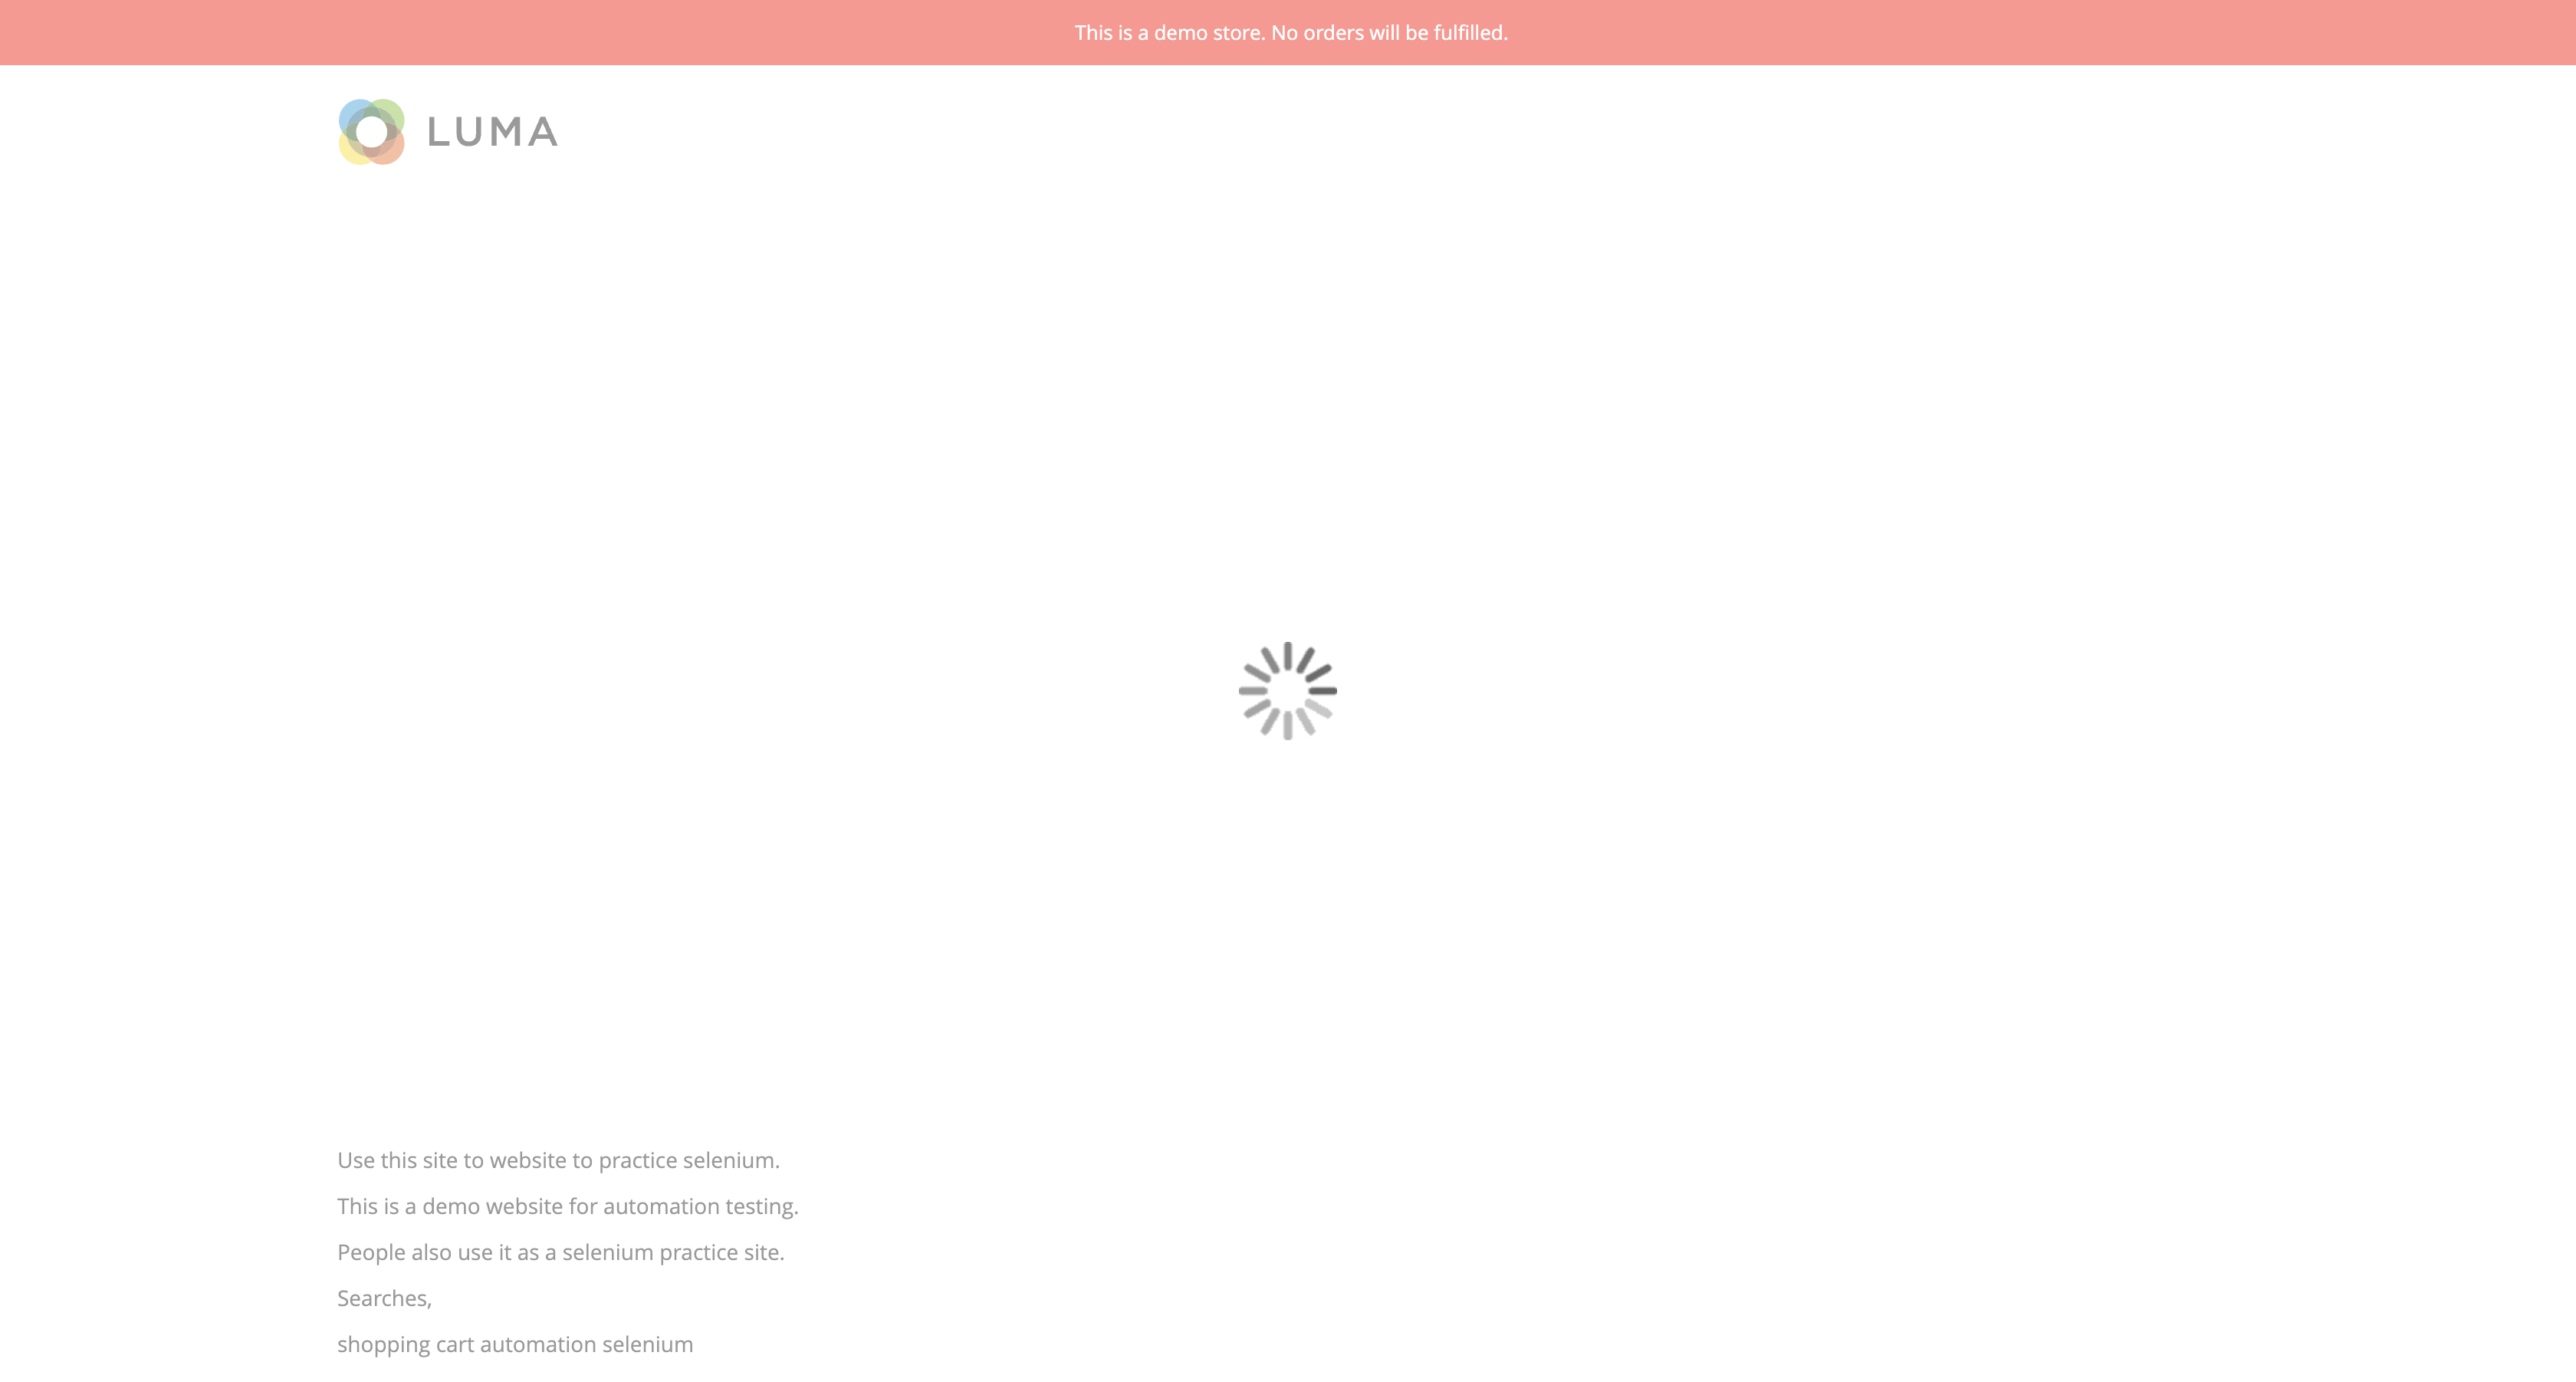 This is a demo store. No orders will be fulfilled.
LUMA
Use this site to website to practice selenium.
This is a demo website for automation testing.
People also use it as a selenium practice site.
Searches,
shopping cart automation selenium